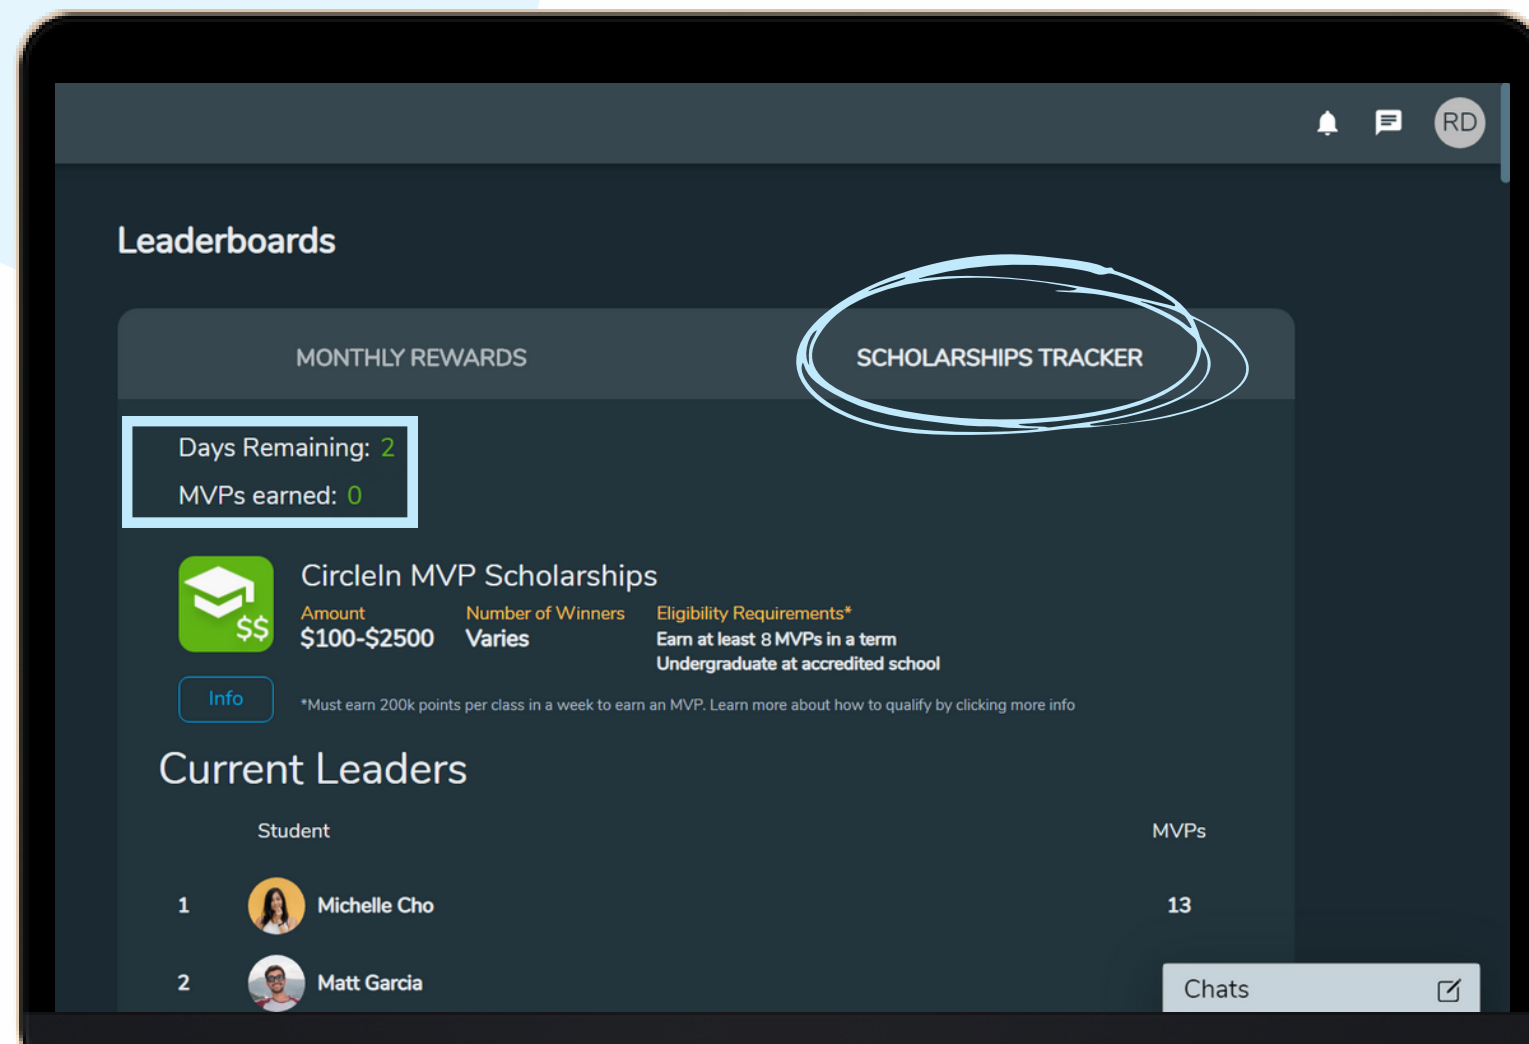 RD
Leaderboards
MONTHLY REWARDS
SCHOLARSHIPS TRACKER
Days Remaining: 2
MVPs earned: 0
CircleIn MVP Scholarships
Amount
Number of Winners
Eligibility Requirements*
$100-$2500
Varies
Earn at least 8 MVPs in a term
Undergraduate at accredited school
$$
Info
*Must earn 200k points per class in a week to earn an MVP. Learn more about how to qualify by clicking more info
Current Leaders
Student
MVPs
1
Michelle Cho
13
2
Matt Garcia
Chats